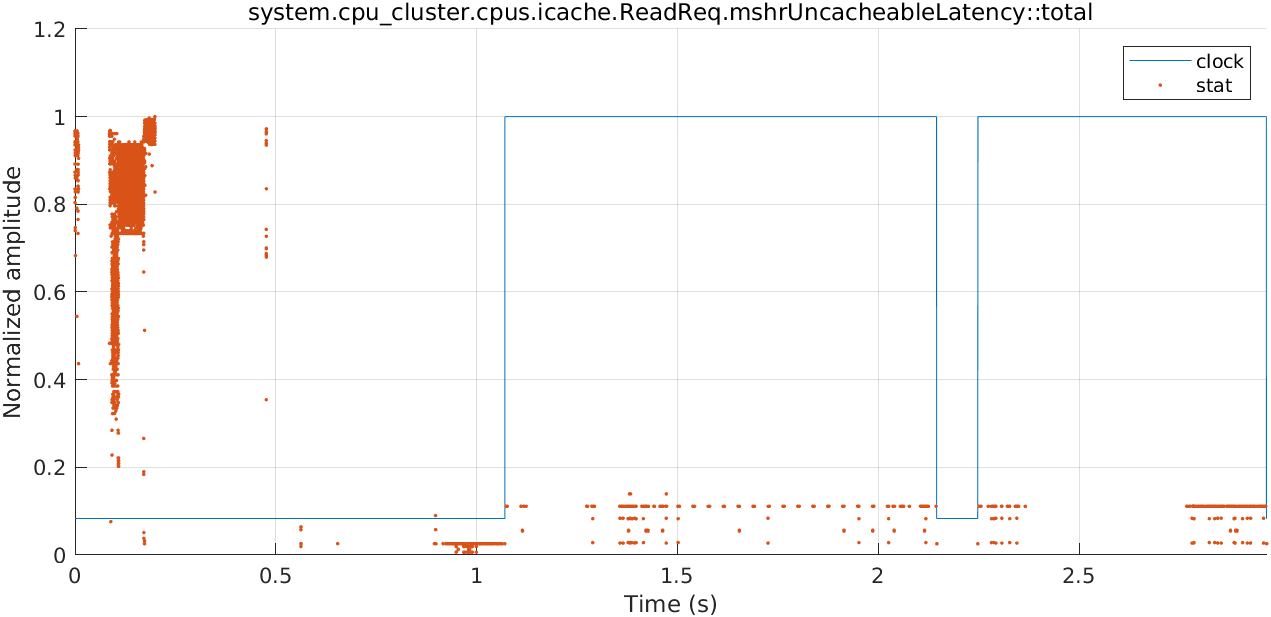 system.cpu_cluster.cpus.icache.ReadReq.mshrUncacheableLatency::total
1.2
1
0.8
0.6
0.4
0.2
0
Normalized amplitude
clock
stat
0
0.5
1
1.5
2
2.5
Time (s)